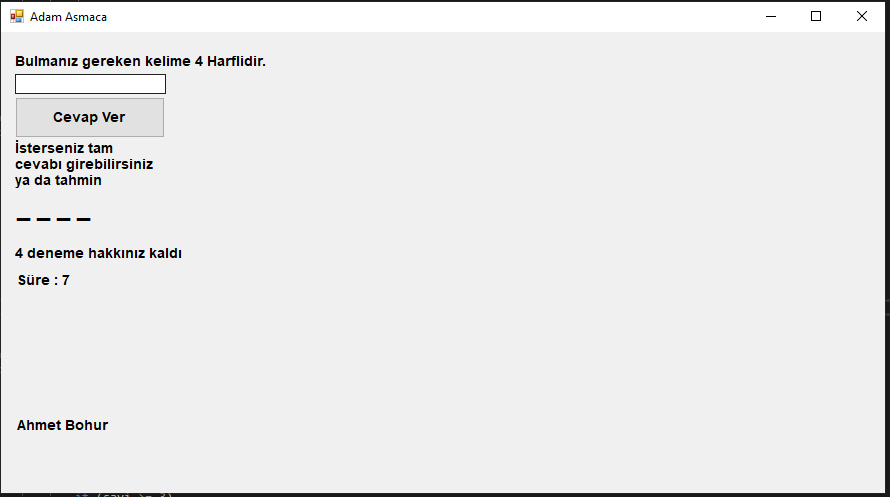 Adam Asmaca
Bulmanız gereken kelime 4 Harflidir.
Cevap Ver
İsterseniz tam
cevabı girebilirsiniz
ya da tahmin
_ _ _ _
4 deneme hakkınız kaldı
Süre : 7
Ahmet Bohur